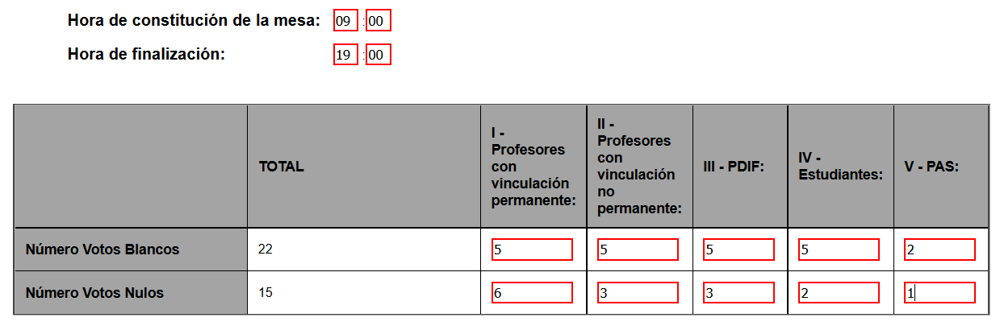 Hora de constitución de la mesa: 09 : 00
Hora de finalización: 19 : 00
TOTAL
I -
Profesores
con
vinculación
permanente:
II -
Profesores
con
vinculación
no
permanente:
III - PDIF:
IV -
Estudiantes:
V - PAS:
Número Votos Blancos 22 5 5 5 5 2
Número Votos Nulos 15 6 3 3 2 1